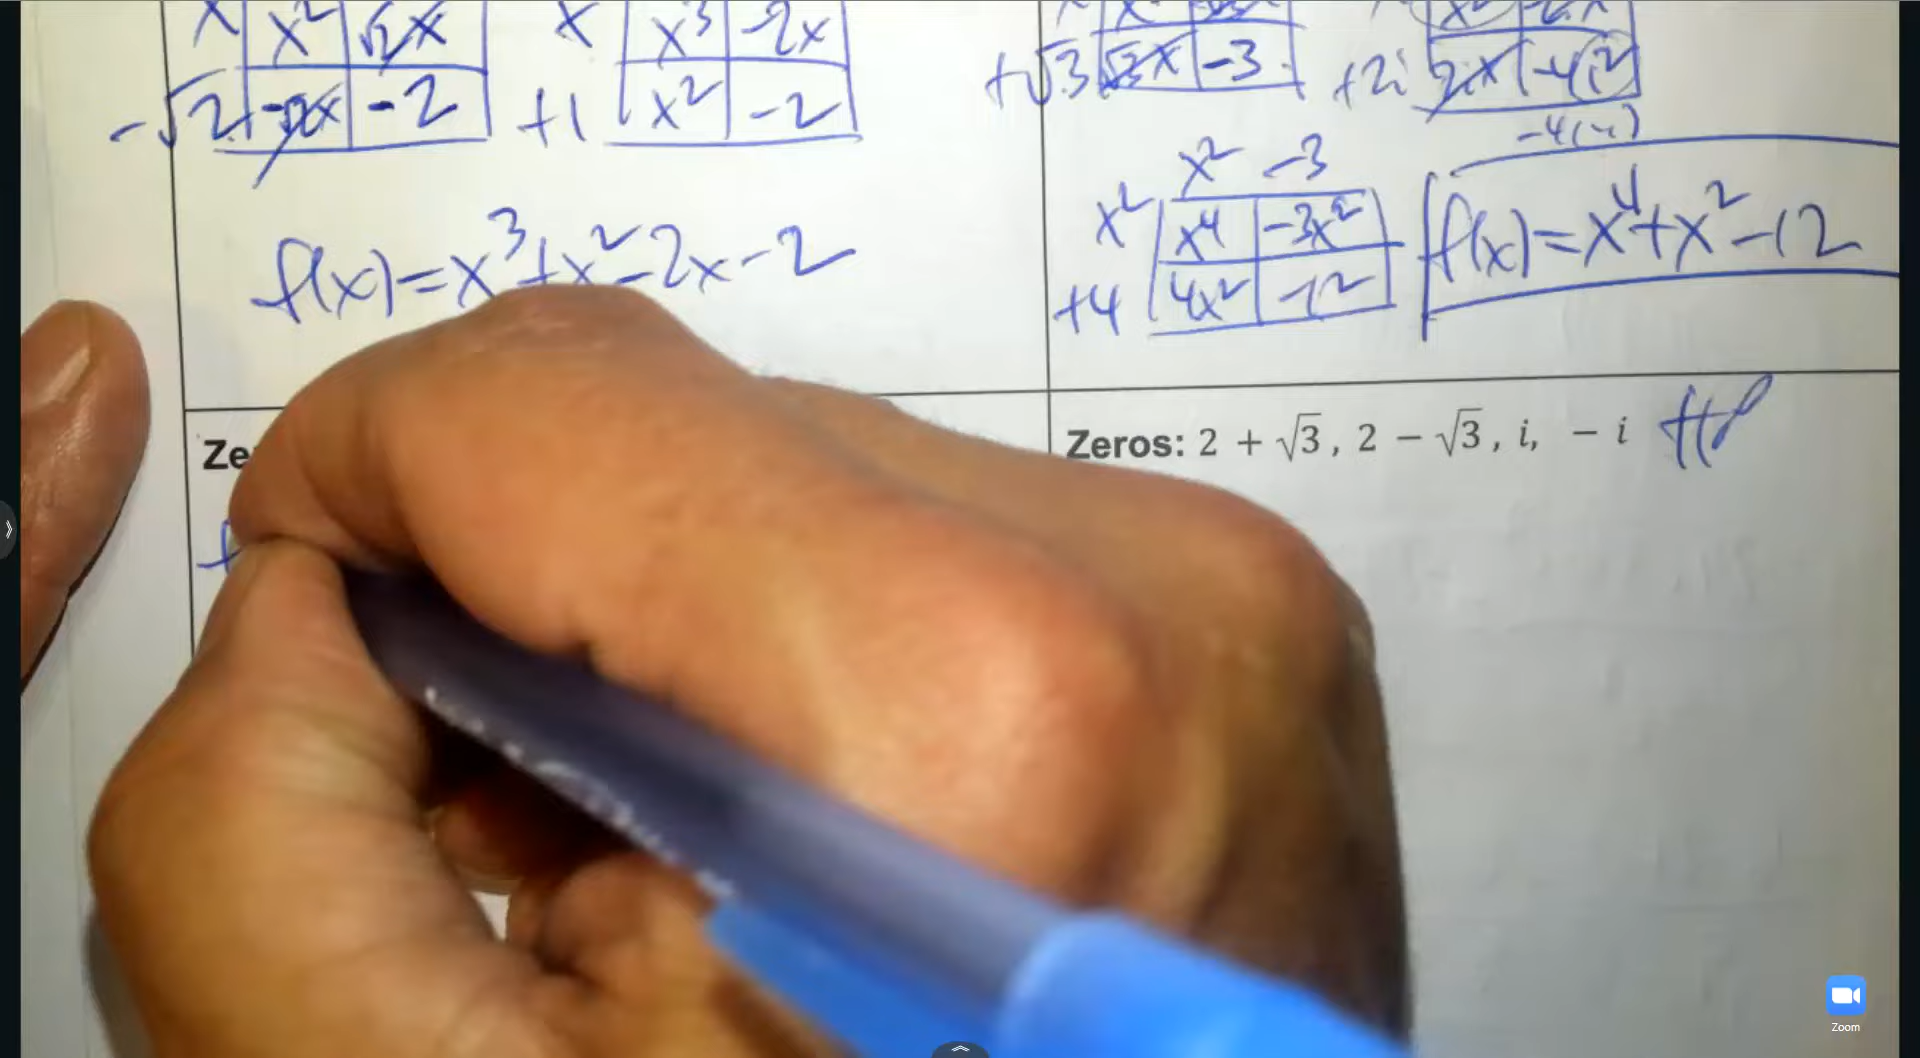 x x² √2x x x³ -2x
-√2 -√2x -2 +1 x² -2
+√3 √3x -3 +2i 2ix -4i²
-4(-1)
x² -3
x² x⁴ -3x²
+4 4x² -12
f(x)=x³+x²-2x-2
f(x)=x⁴+x²-12
Zeros: 2 + √3, 2 − √3, i, − i
Zoom